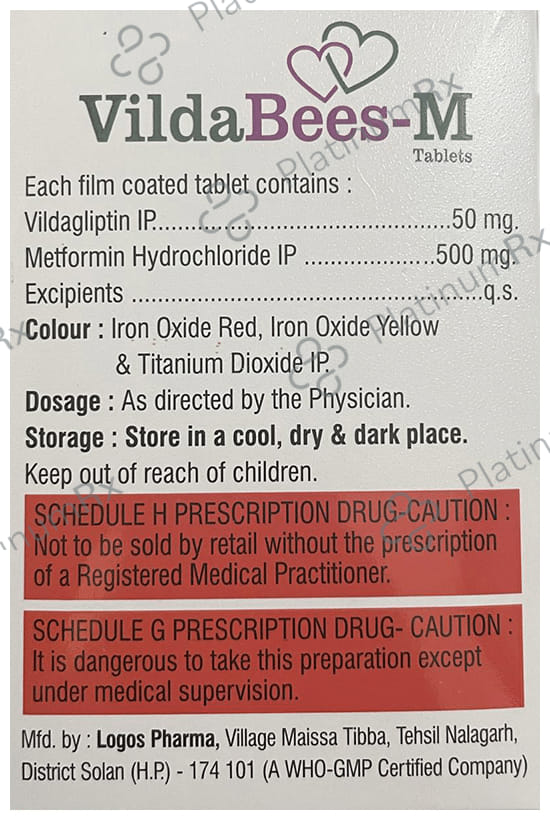 VildaBees-M
Tablets
Each film coated tablet contains :
Vildagliptin IP..................................................50 mg.
Metformin Hydrochloride IP ......................500 mg.
Excipients ............................................................q.s.
Colour : Iron Oxide Red, Iron Oxide Yellow
& Titanium Dioxide IP.
Dosage : As directed by the Physician.
Storage : Store in a cool, dry & dark place.
Keep out of reach of children.
SCHEDULE H PRESCRIPTION DRUG-CAUTION :
Not to be sold by retail without the prescription
of a Registered Medical Practitioner.
SCHEDULE G PRESCRIPTION DRUG- CAUTION :
It is dangerous to take this preparation except
under medical supervision.
Mfd. by : Logos Pharma, Village Maissa Tibba, Tehsil Nalagarh,
District Solan (H.P.) - 174 101 (A WHO-GMP Certified Company)
PlatinumRx
PlatinumRx
PlatinumRx
PlatinumRx